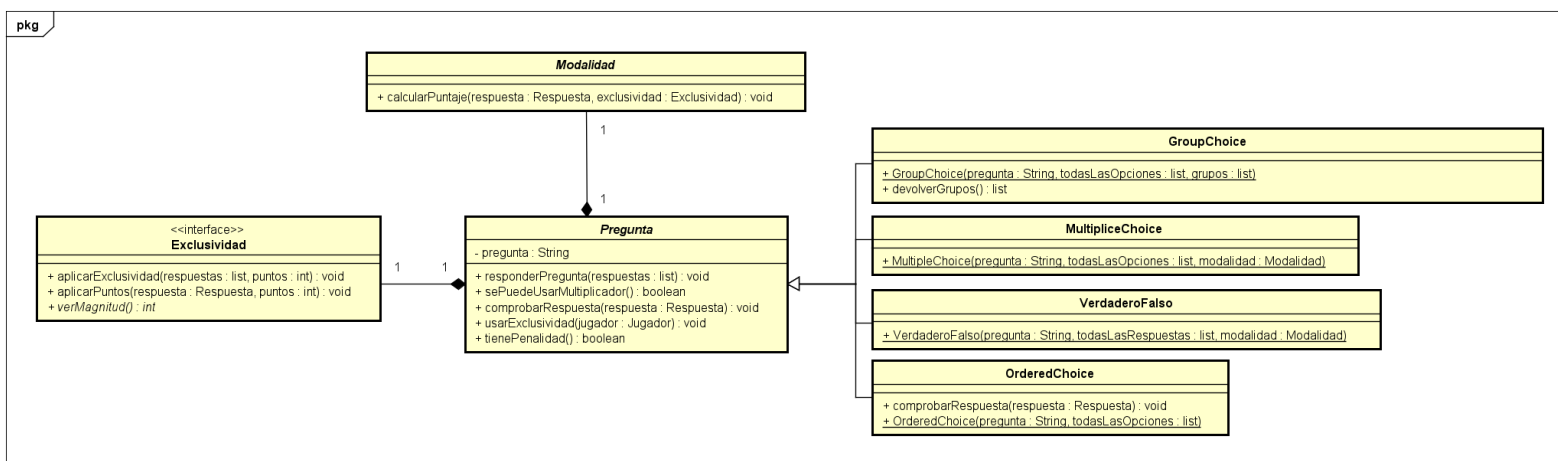 pkg
Modalidad
+ calcularPuntaje(respuesta : Respuesta, exclusividad : Exclusividad) : void
1
1
<<interface>>
Exclusividad
+ aplicarExclusividad(respuestas : list, puntos : int) : void
+ aplicarPuntos(respuesta : Respuesta, puntos : int) : void
+ verMagnitud() : int
1
1
Pregunta
- pregunta : String
+ responderPregunta(respuestas : list) : void
+ sePuedeUsarMultiplicador() : boolean
+ comprobarRespuesta(respuesta : Respuesta) : void
+ usarExclusividad(jugador : Jugador) : void
+ tienePenalidad() : boolean
GroupChoice
+ GroupChoice(pregunta : String, todasLasOpciones : list, grupos : list)
+ devolverGrupos() : list
MultipliceChoice
+ MultipleChoice(pregunta : String, todasLasOpciones : list, modalidad : Modalidad)
VerdaderoFalso
+ VerdaderoFalso(pregunta : String, todasLasRespuestas : list, modalidad : Modalidad)
OrderedChoice
+ comprobarRespuesta(respuesta : Respuesta) : void
+ OrderedChoice(pregunta : String, todasLasOpciones : list)